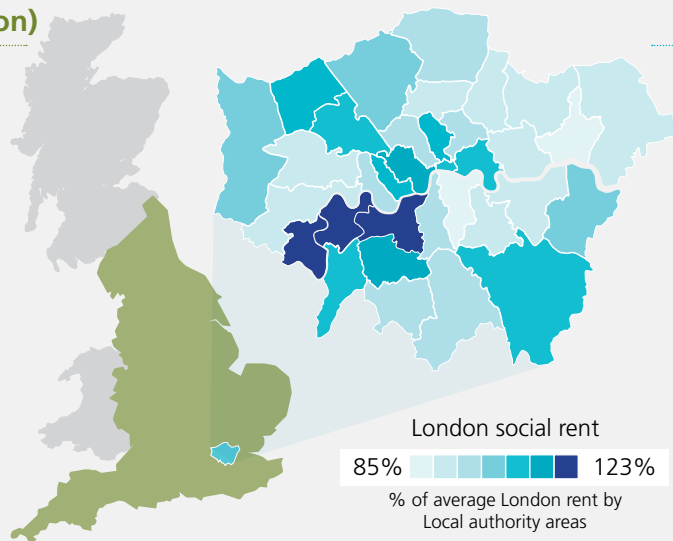 on)
London social rent
85% 123%
% of average London rent by
Local authority areas